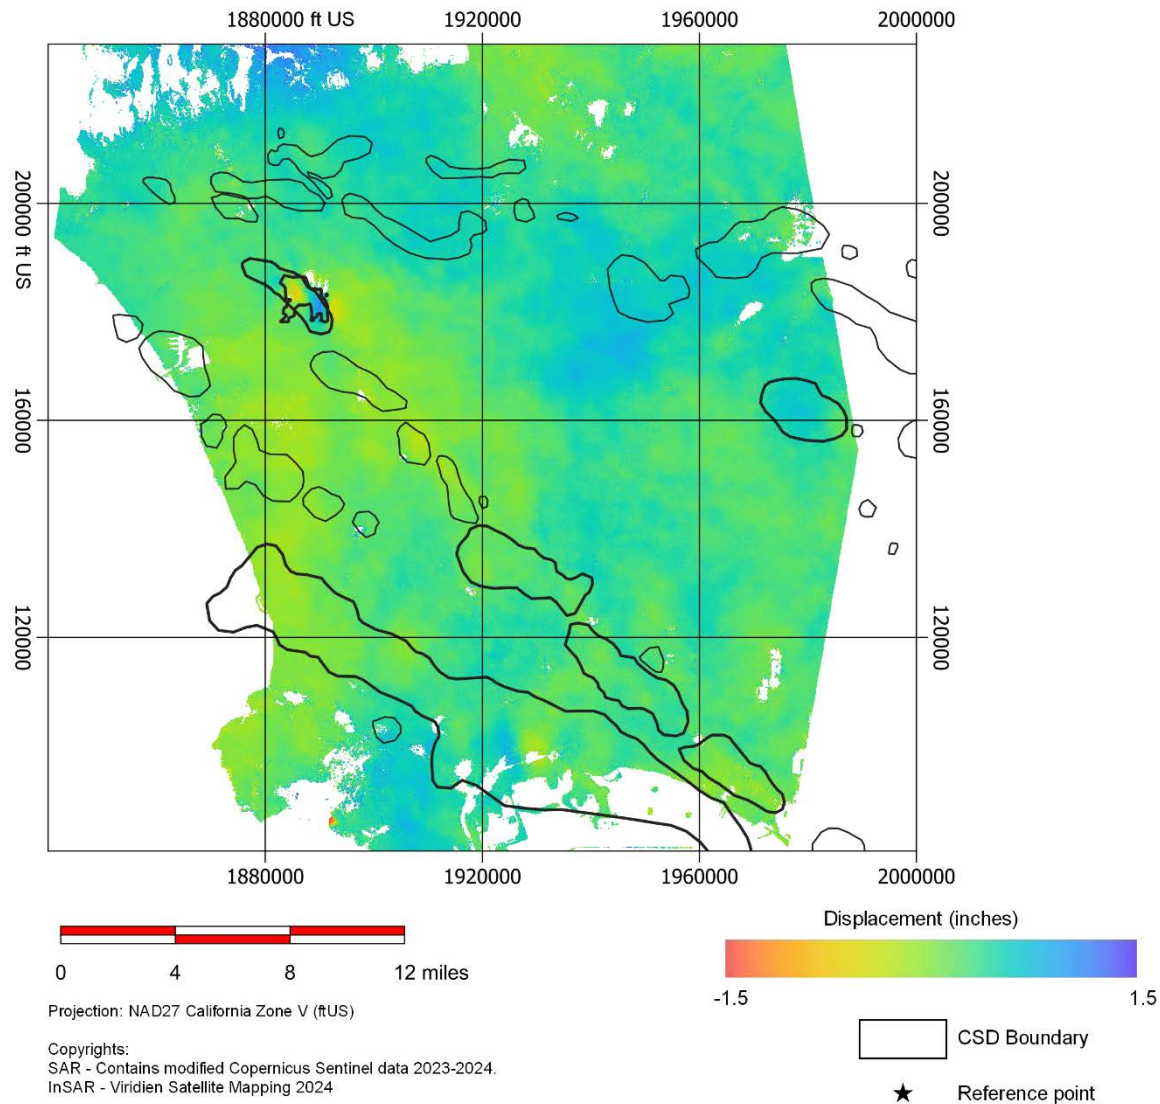 1880000 ft US 1920000 1960000 2000000
200000 ft US
200000
160000
160000
120000
120000
1880000 1920000 1960000 2000000
0 4 8 12 miles
Projection: NAD27 California Zone V (ftUS)
Copyrights:
SAR - Contains modified Copernicus Sentinel data 2023-2024.
InSAR - Viridien Satellite Mapping 2024
Displacement (inches)
-1.5 1.5
CSD Boundary
Reference point